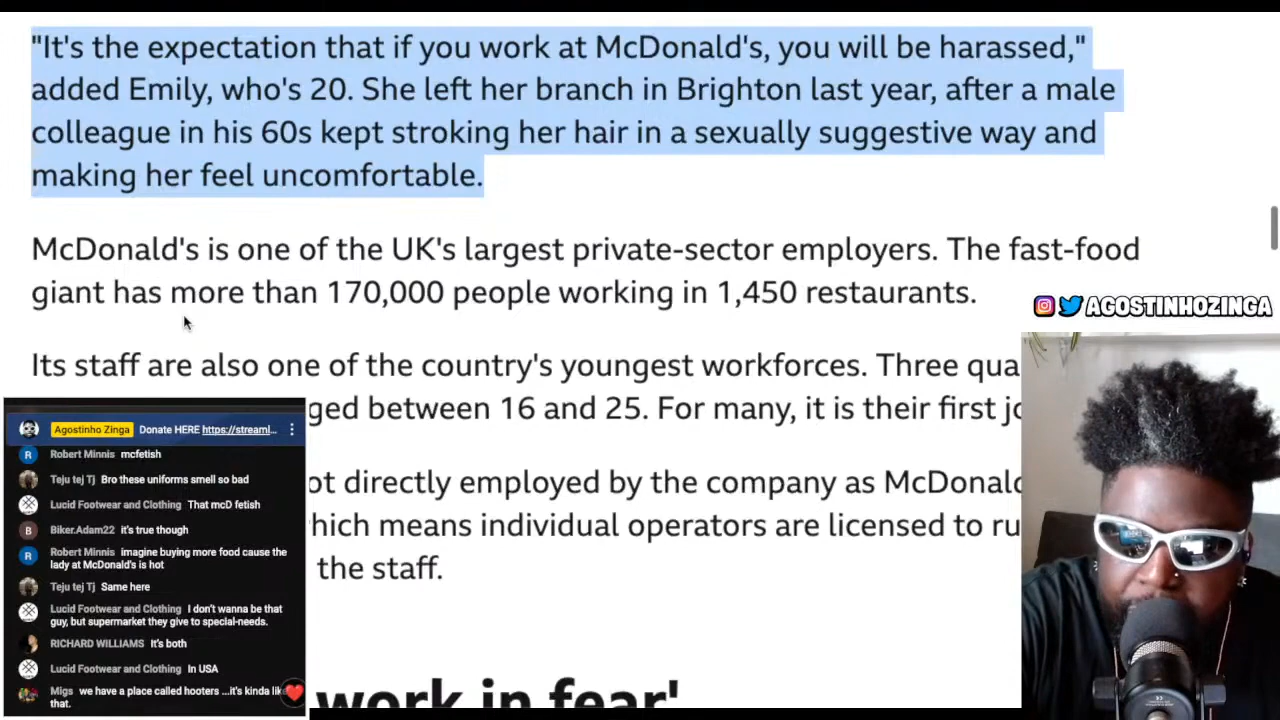 "It's the expectation that if you work at McDonald's, you will be harassed,"
added Emily, who's 20. She left her branch in Brighton last year, after a male
colleague in his 60s kept stroking her hair in a sexually suggestive way and
making her feel uncomfortable.
McDonald's is one of the UK's largest private-sector employers. The fast-food
giant has more than 170,000 people working in 1,450 restaurants.
AGOSTINHOZINGA
Its staff are also one of the country's youngest workforces. Three qua
ged between 16 and 25. For many, it is their first jo
ot directly employed by the company as McDonald
hich means individual operators are licensed to ru
the staff.
work in fear'
Agostinho Zinga Donate HERE https://streaml...
Robert Minnis mcfetish
Teju tej Tj Bro these uniforms smell so bad
Lucid Footwear and Clothing That mcD fetish
Biker.Adam22 it's true though
Robert Minnis imagine buying more food cause the
lady at McDonald's is hot
Teju tej Tj Same here
Lucid Footwear and Clothing I don't wanna be that
guy, but supermarket they give to special-needs.
RICHARD WILLIAMS It's both
Lucid Footwear and Clothing In USA
Migs we have a place called hooters ...it's kinda lik
that.